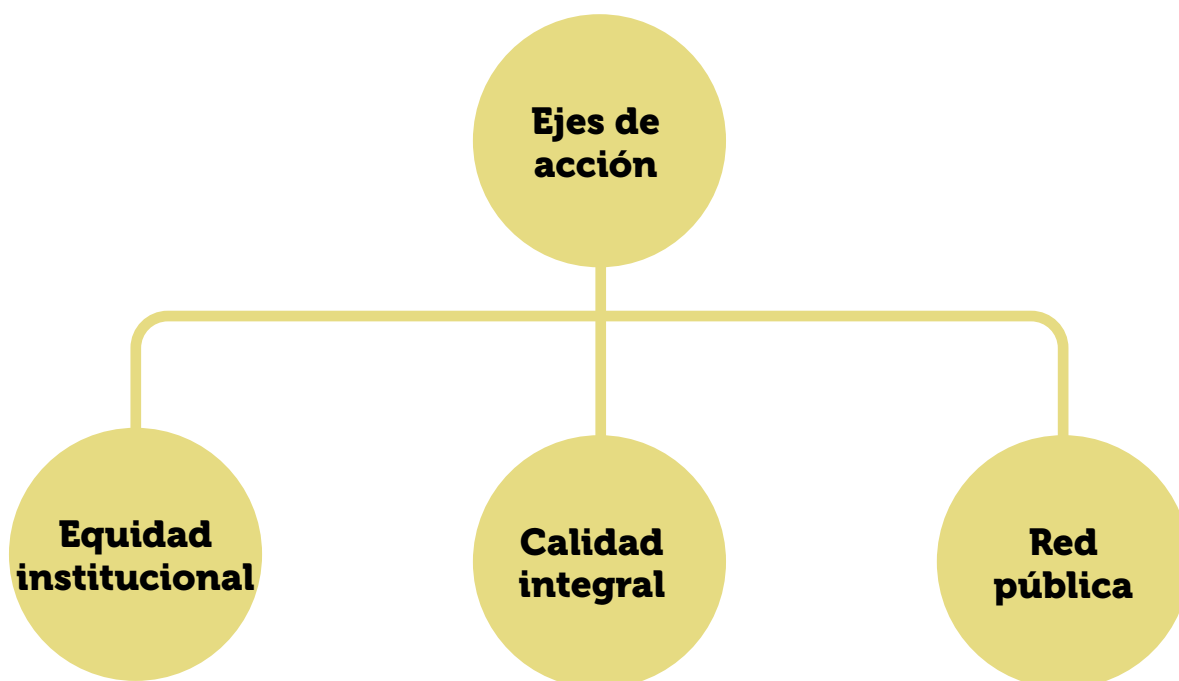 Ejes de
acción
Equidad
institucional
Calidad
integral
Red
pública